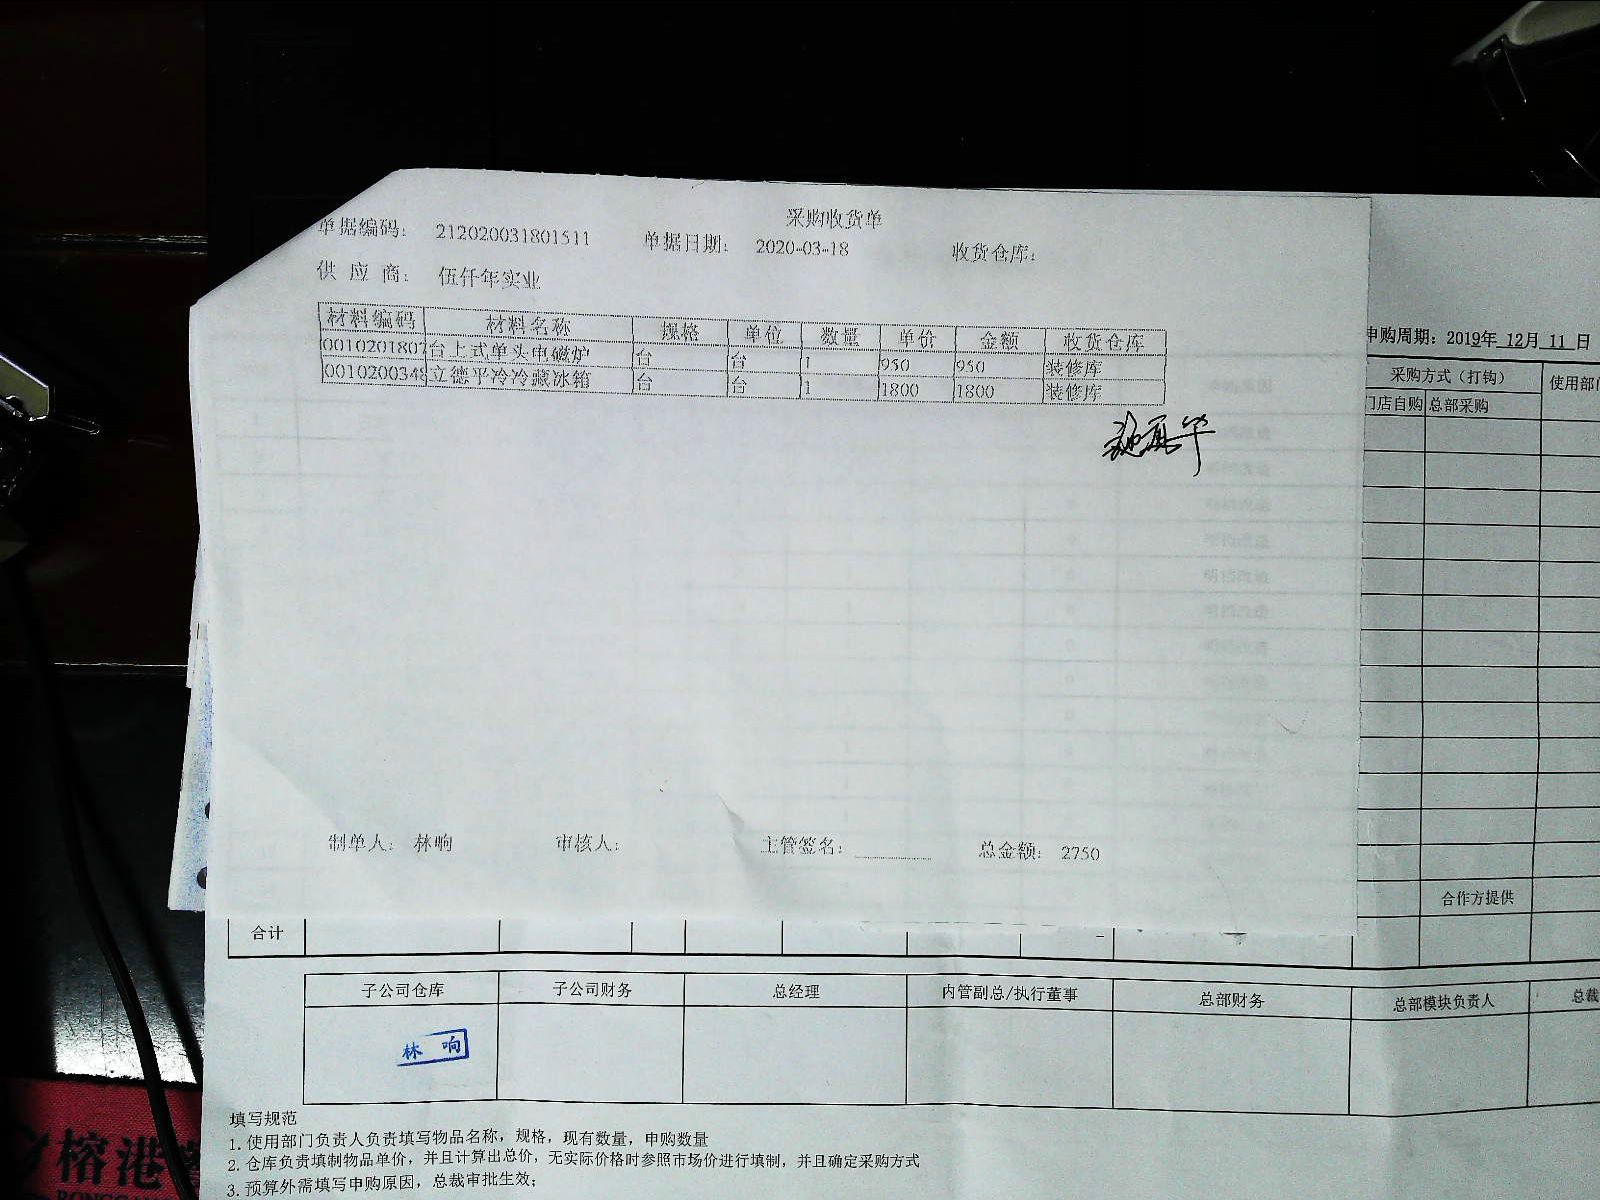 采购收货单
单据编码： 212020031801511 单据日期： 2020-03-18 收货仓库：
供 应 商： 伍仟年实业
材料编码 材料名称 规格 单位 数量 单价 金额 收货仓库
0010201807 台上式单头电磁炉 台 台 1 950 950 装修库
001020034 立德平冷冷藏冰箱 台 台 1 1800 1800 装修库
制单人： 林响 审核人： 主管签名： 总金额： 2750
申购周期：2019年 12月 11 日
采购方式（打钩） 使用部门
门店自购 总部采购
合作方提供
合计
子公司仓库 子公司财务 总经理 内管副总/执行董事 总部财务 总部模块负责人 总裁
林 响
填写规范
1. 使用部门负责人负责填写物品名称，规格，现有数量，申购数量
2. 仓库负责填制物品单价，并且计算出总价，无实际价格时参照市场价进行填制，并且确定采购方式
3. 预算外需填写申购原因，总裁审批生效；
榕港